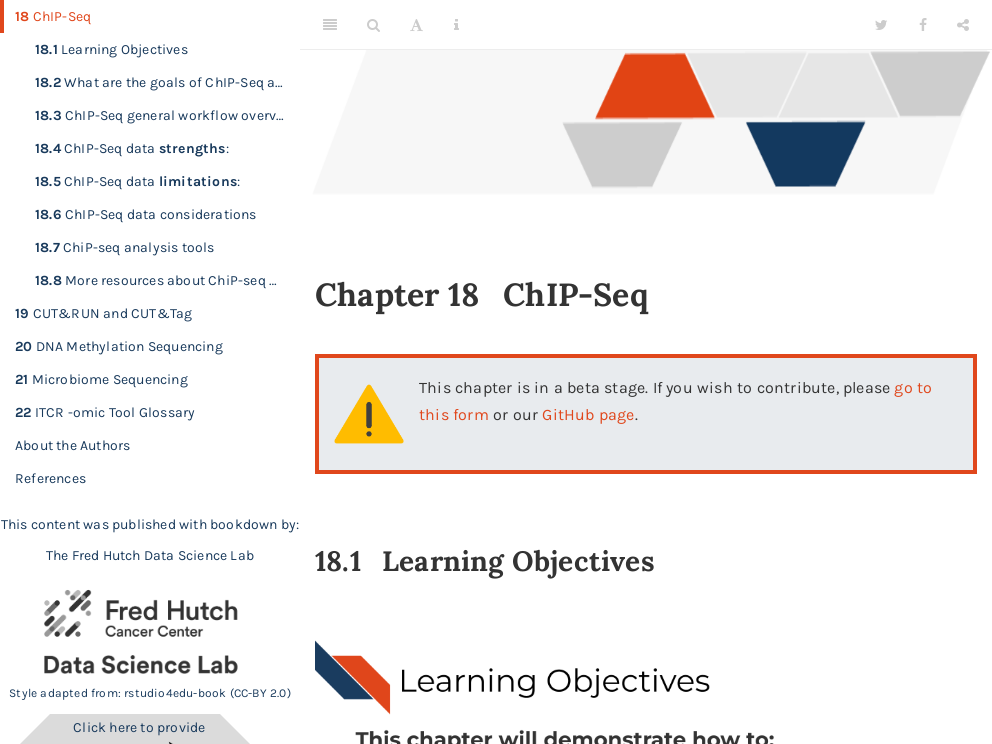 18 ChIP-Seq
18.1 Learning Objectives
18.2 What are the goals of ChIP-Seq a…
18.3 ChIP-Seq general workflow overv…
18.4 ChIP-Seq data strengths:
18.5 ChIP-Seq data limitations:
18.6 ChIP-Seq data considerations
18.7 ChiP-seq analysis tools
18.8 More resources about ChiP-seq …
19 CUT&RUN and CUT&Tag
20 DNA Methylation Sequencing
21 Microbiome Sequencing
22 ITCR -omic Tool Glossary
About the Authors
References
This content was published with bookdown by:
The Fred Hutch Data Science Lab
Fred Hutch
Cancer Center
Data Science Lab
Style adapted from: rstudio4edu-book (CC-BY 2.0)
Click here to provide
Chapter 18 ChIP-Seq
This chapter is in a beta stage. If you wish to contribute, please go to
this form or our GitHub page.
18.1 Learning Objectives
Learning Objectives
This chapter will demonstrate how to: